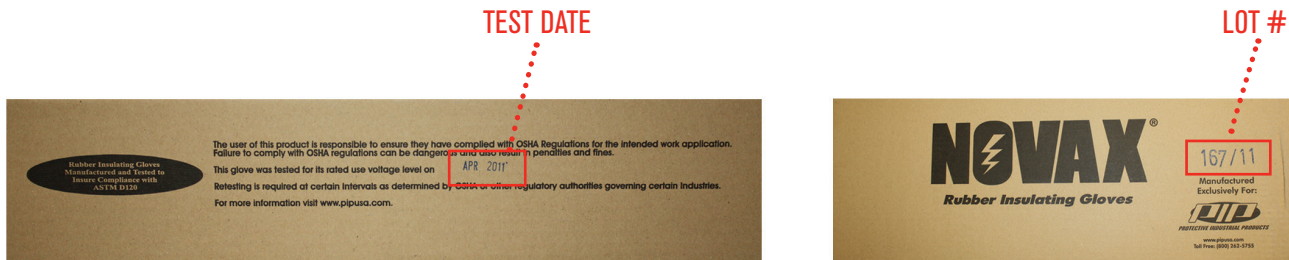 TEST DATE
LOT #
Rubber Insulating Gloves
Manufactured and Tested to
Insure Compliance with
ASTM D120
The user of this product is responsible to ensure they have complied with OSHA Regulations for the intended work application.
Failure to comply with OSHA regulations can be dangerous and also result in penalties and fines.
This glove was tested for its rated use voltage level on APR 2011
Retesting is required at certain Intervals as determined by OSHA or other regulatory authorities governing certain Industries.
For more information visit www.pipusa.com.
NOVAX®
Rubber Insulating Gloves
167/11
Manufactured
Exclusively For:
PIP
PROTECTIVE INDUSTRIAL PRODUCTS
www.pipusa.com
Toll Free: (800) 262-5755